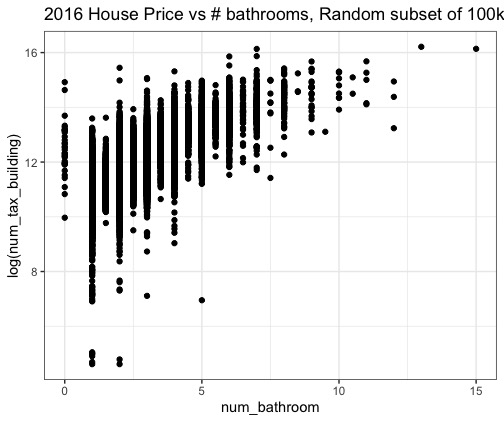 2016 House Price vs # bathrooms, Random subset of 100k
16
12
8
log(num_tax_building)
0 5 10 15
num_bathroom